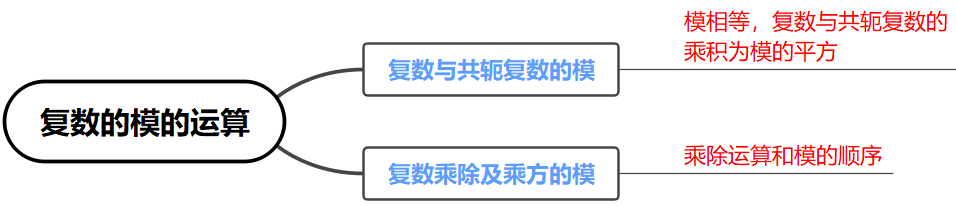 复数的模的运算
复数与共轭复数的模
模相等，复数与共轭复数的
乘积为模的平方
复数乘除及乘方的模
乘除运算和模的顺序